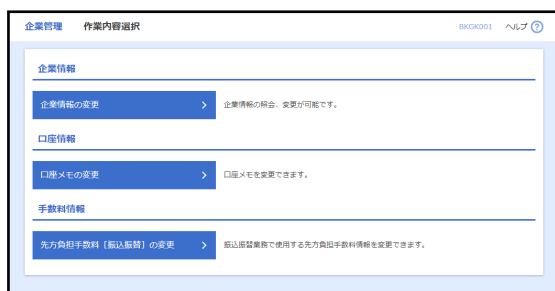 企業管理 作業内容選択 BKGK001 ヘルプ ?
企業情報
企業情報の変更 企業情報の照会、変更が可能です。
口座情報
口座メモの変更 口座メモを変更できます。
手数料情報
先方負担手数料［振込振替］の変更 振込振替業務で使用する先方負担手数料情報を変更できます。